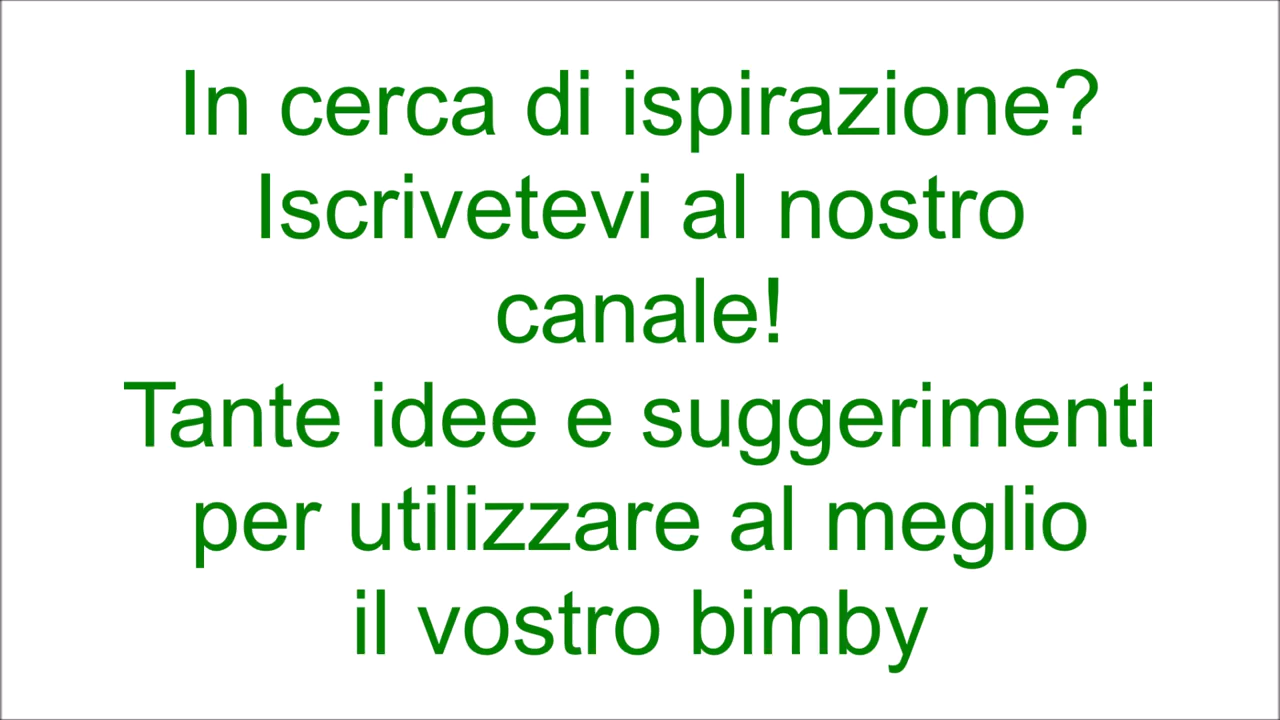 In cerca di ispirazione?
Iscrivetevi al nostro
canale!
Tante idee e suggerimenti
per utilizzare al meglio
il vostro bimby